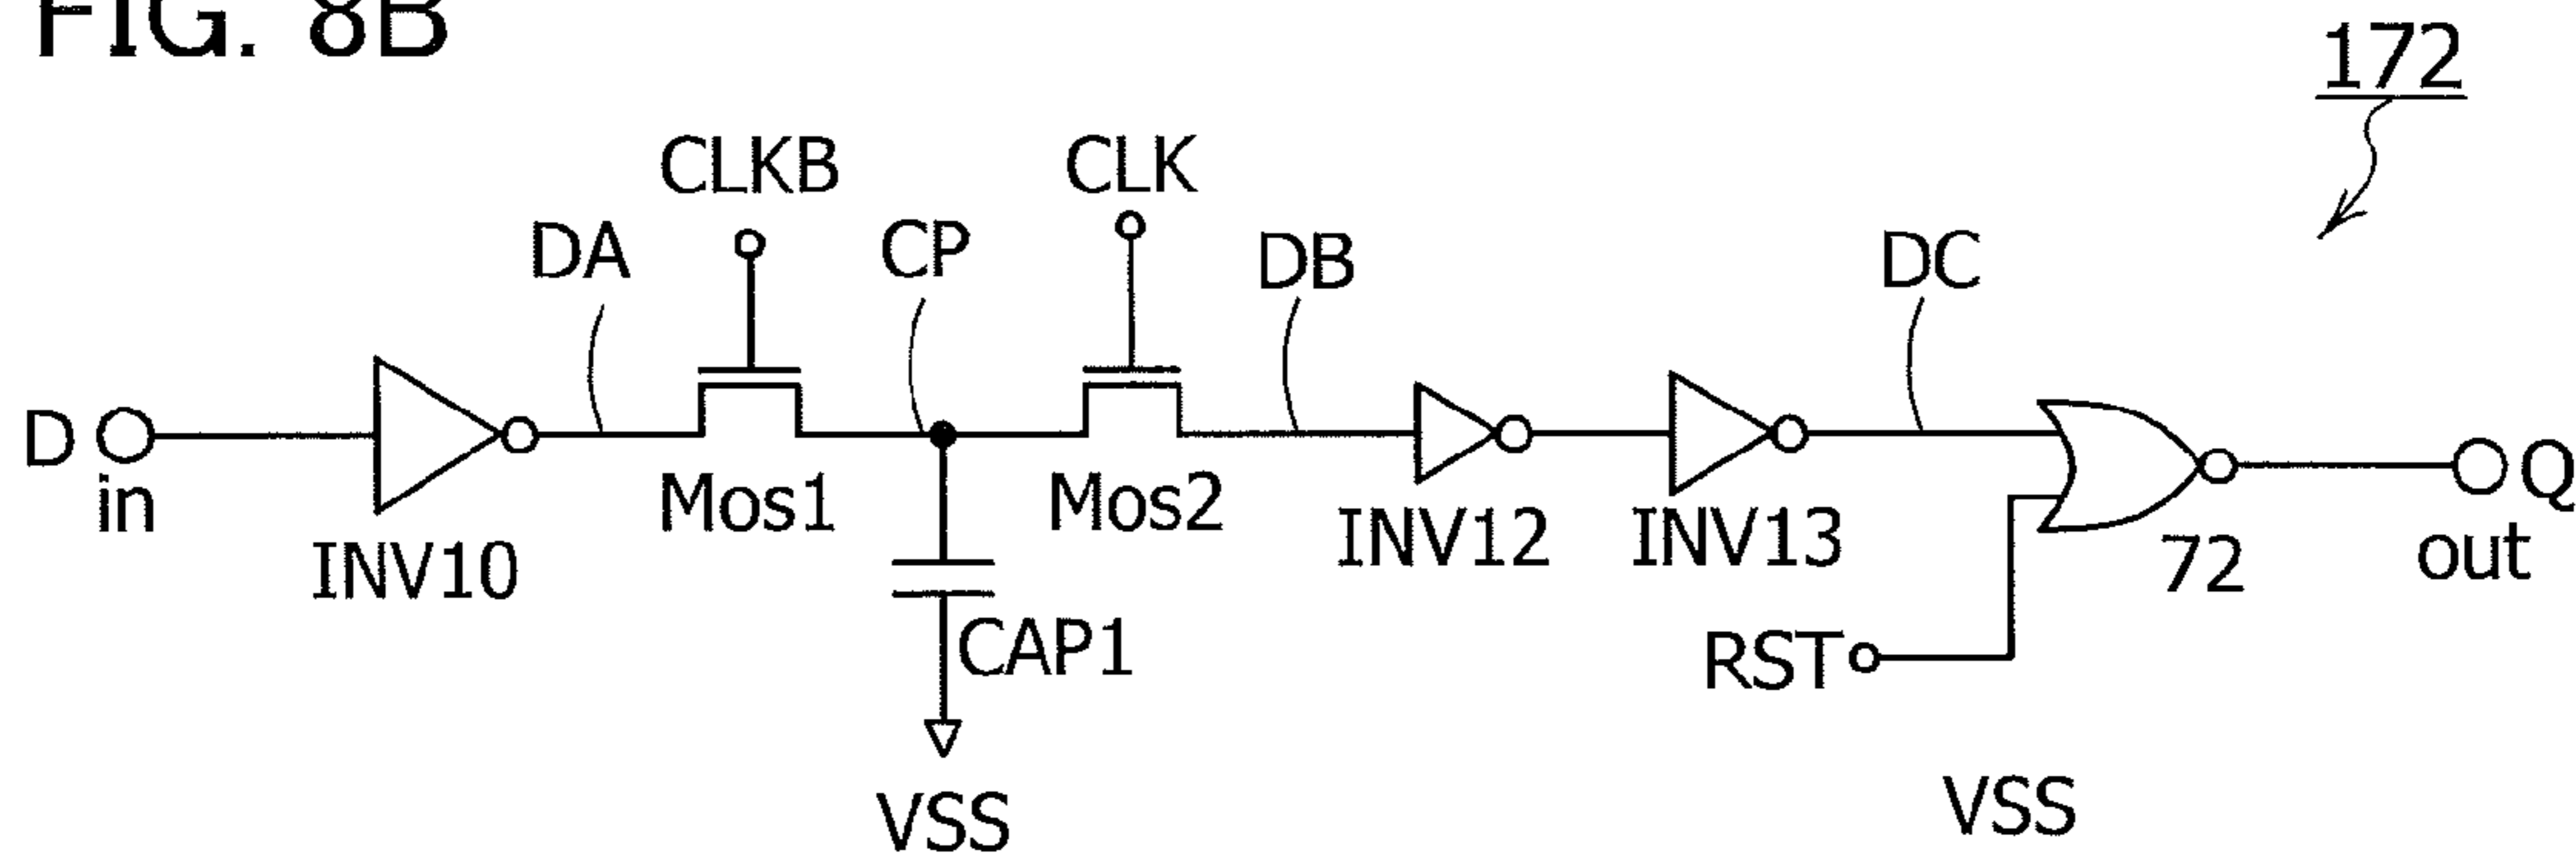 FIG. 8B
172
CLKB
CLK
DA
CP
DB
DC
D
in
INV10
Mos1
Mos2
INV12
INV13
72
Q
out
CAP1
RST
VSS
VSS